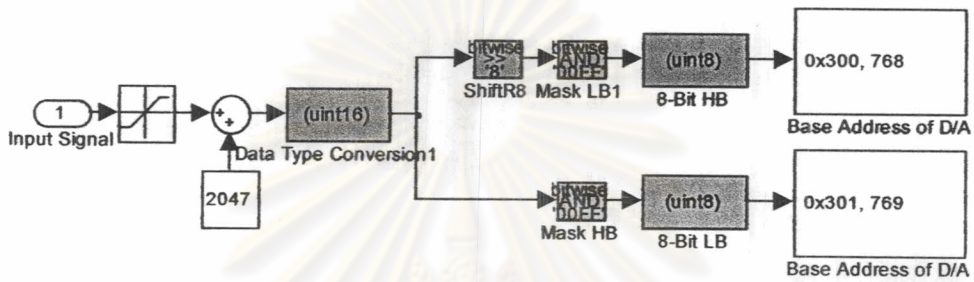 1
Input Signal
2047
(uint16)
Data Type Conversion1
bitwise
>>
'8'
ShiftR8
bitwise
AND
'00FF'
Mask LB1
(uint8)
8-Bit HB
0x300, 768
Base Address of D/A
bitwise
AND
'00FF'
Mask HB
(uint8)
8-Bit LB
0x301, 769
Base Address of D/A